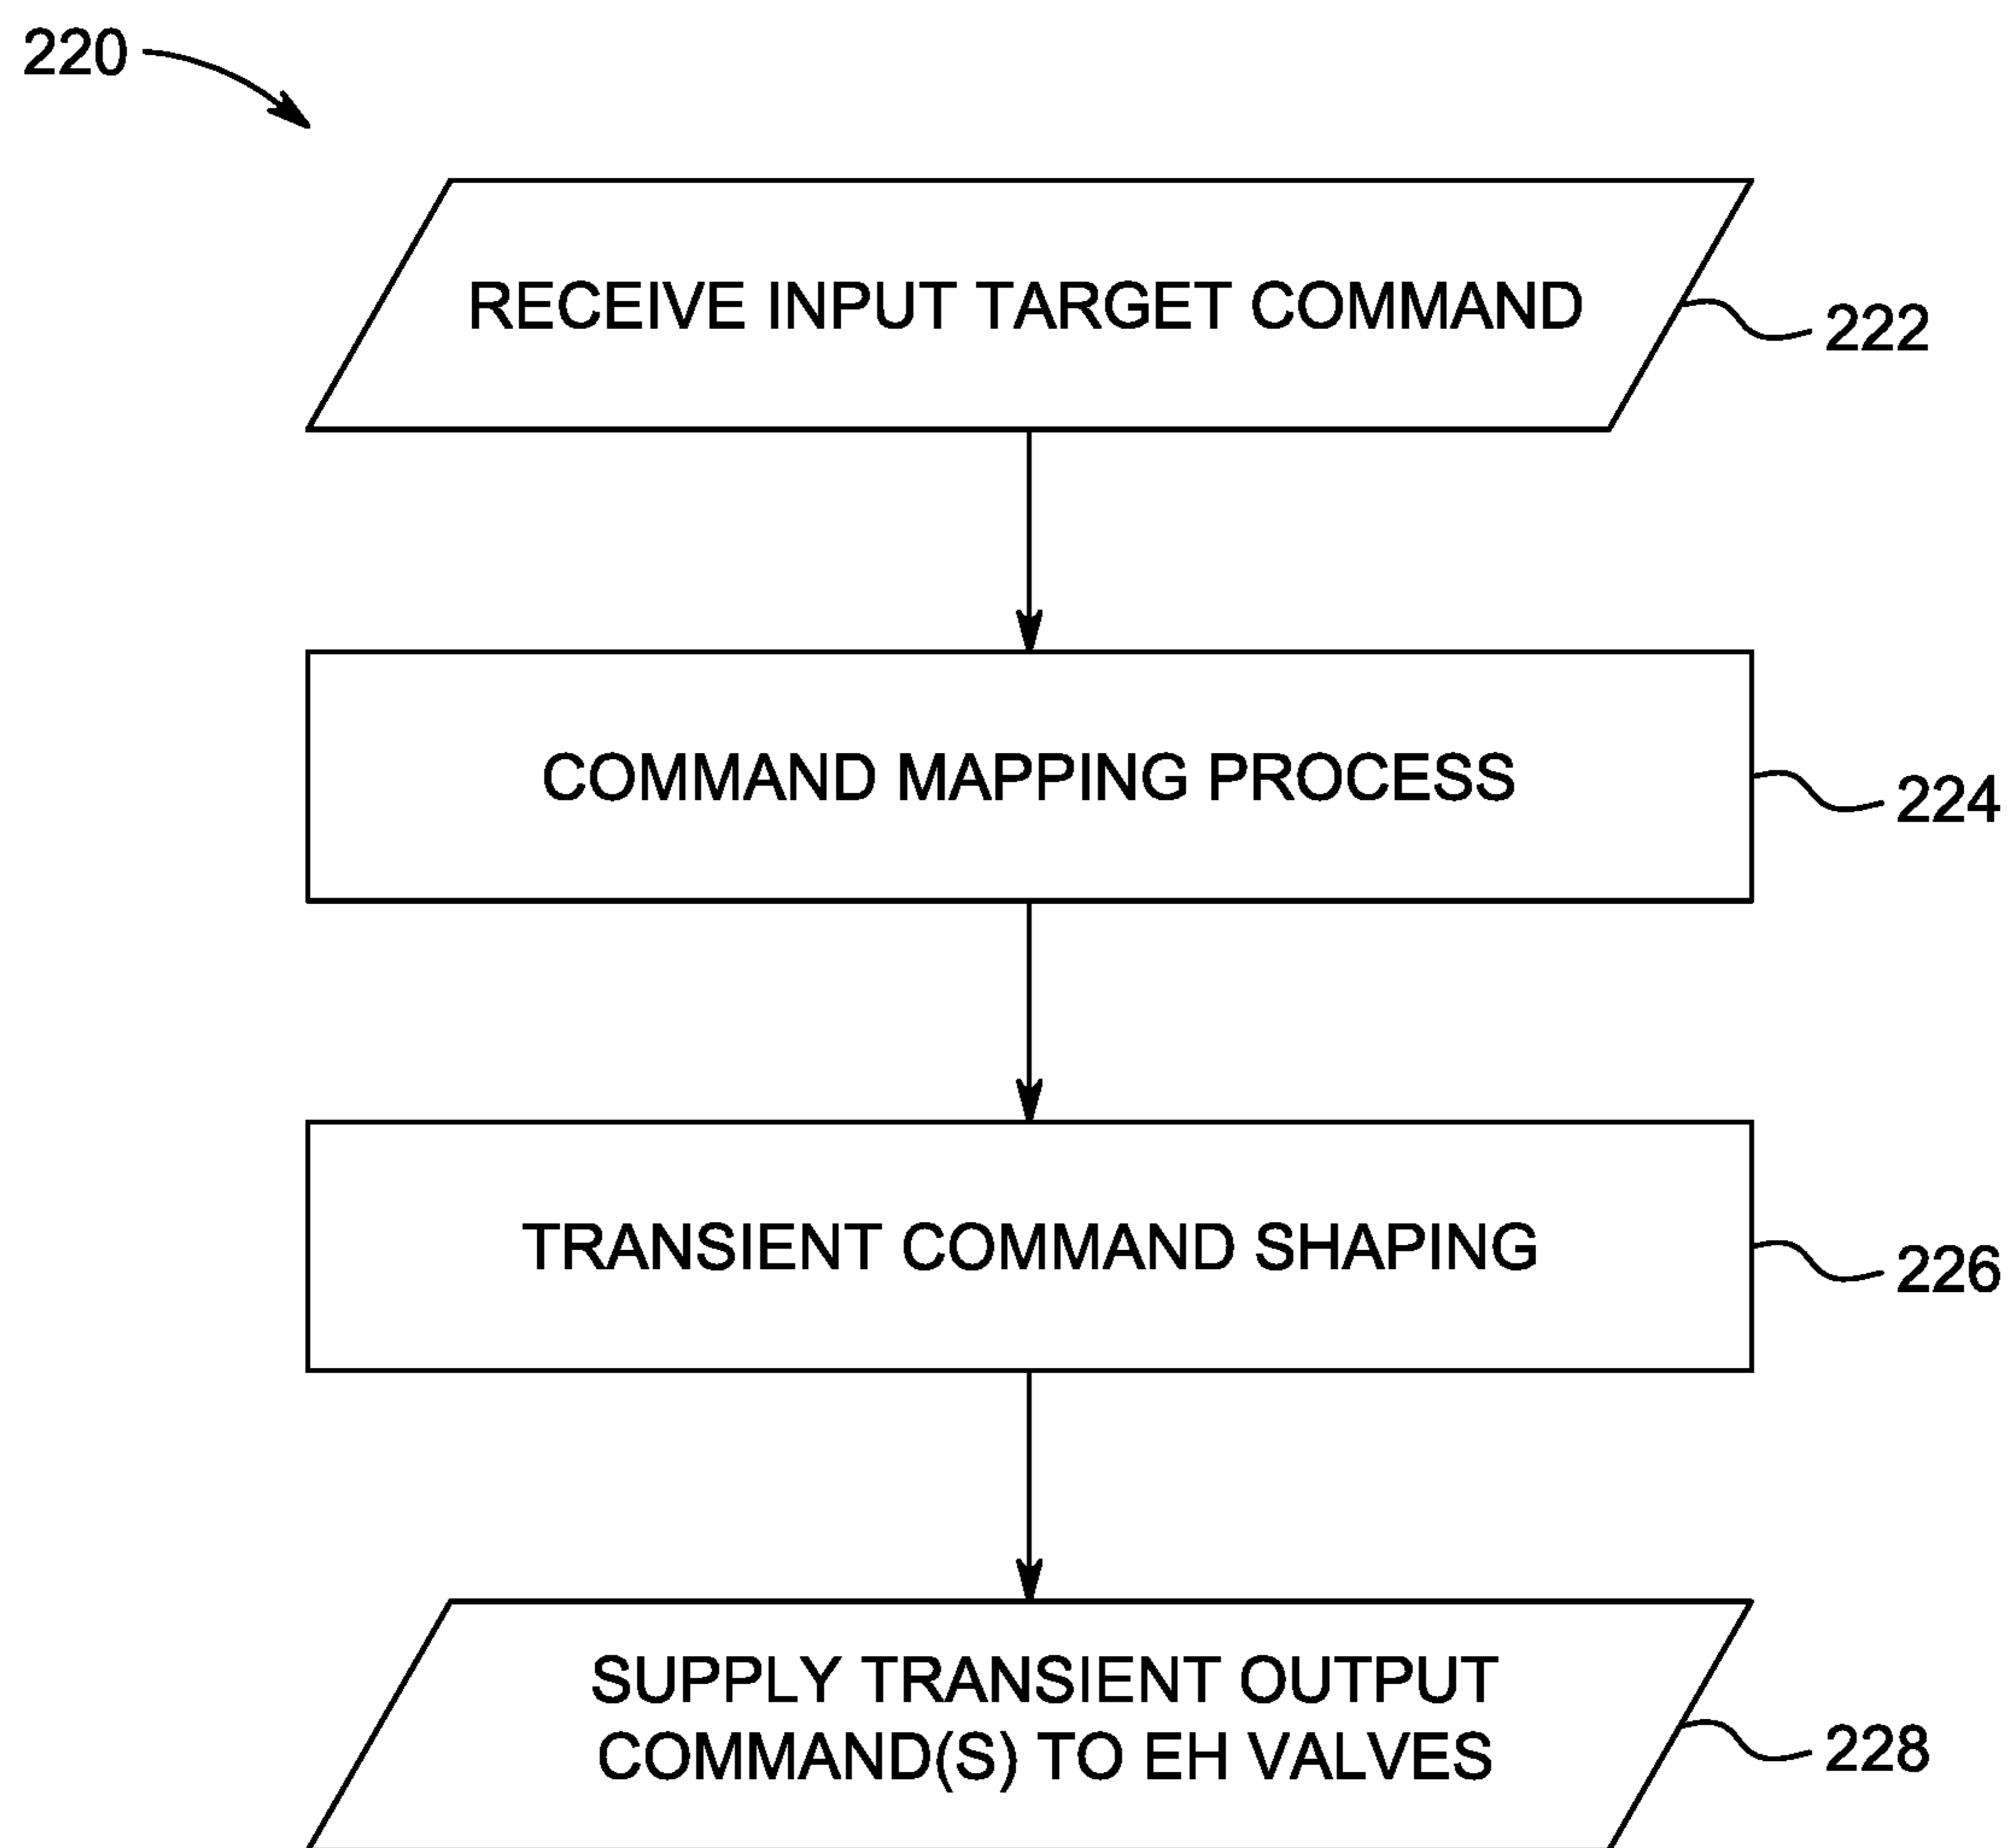 220
RECEIVE INPUT TARGET COMMAND
222
COMMAND MAPPING PROCESS
224
TRANSIENT COMMAND SHAPING
226
SUPPLY TRANSIENT OUTPUT
COMMAND(S) TO EH VALVES
228